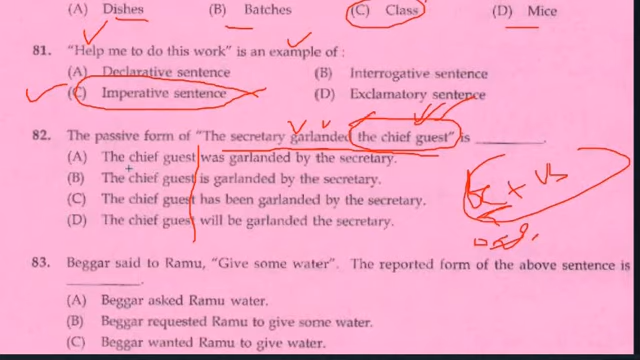 (A) Dishes (B) Batches (C) Class (D) Mice
81. "Help me to do this work" is an example of :
(A) Declarative sentence (B) Interrogative sentence
(C) Imperative sentence (D) Exclamatory sentence
82. The passive form of "The secretary garlanded the chief guest" is
(A) The chief guest was garlanded by the secretary.
(B) The chief guest is garlanded by the secretary.
(C) The chief guest has been garlanded by the secretary.
(D) The chief guest will be garlanded the secretary.
83. Beggar said to Ramu, "Give some water". The reported form of the above sentence is
(A) Beggar asked Ramu water.
(B) Beggar requested Ramu to give some water.
(C) Beggar wanted Ramu to give water.